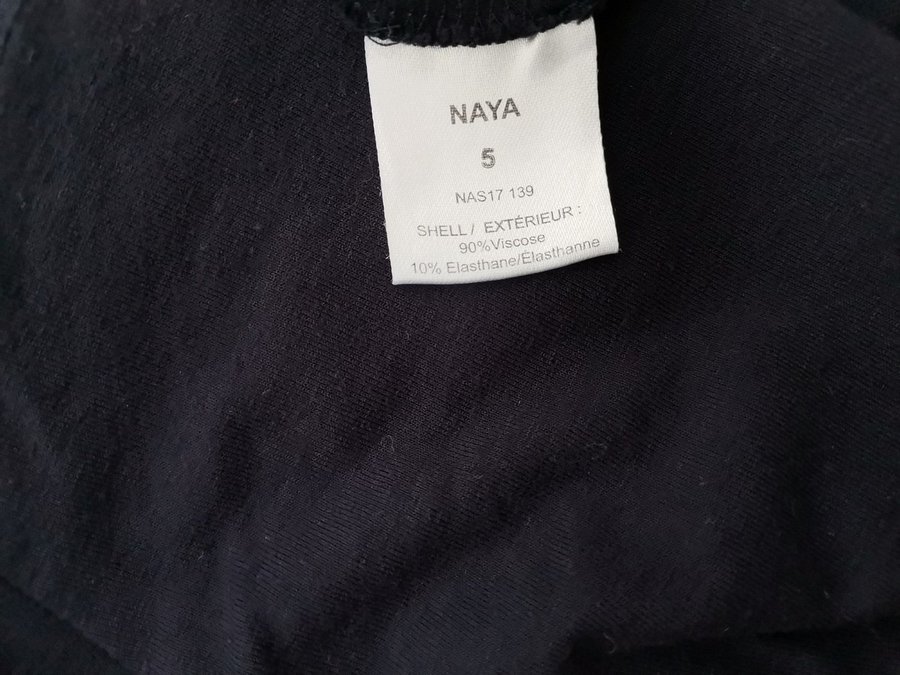 NAYA
5
NAS17 139
SHELL/ EXTÉRIEUR :
90%Viscose
10% Elasthane/Élasthanne